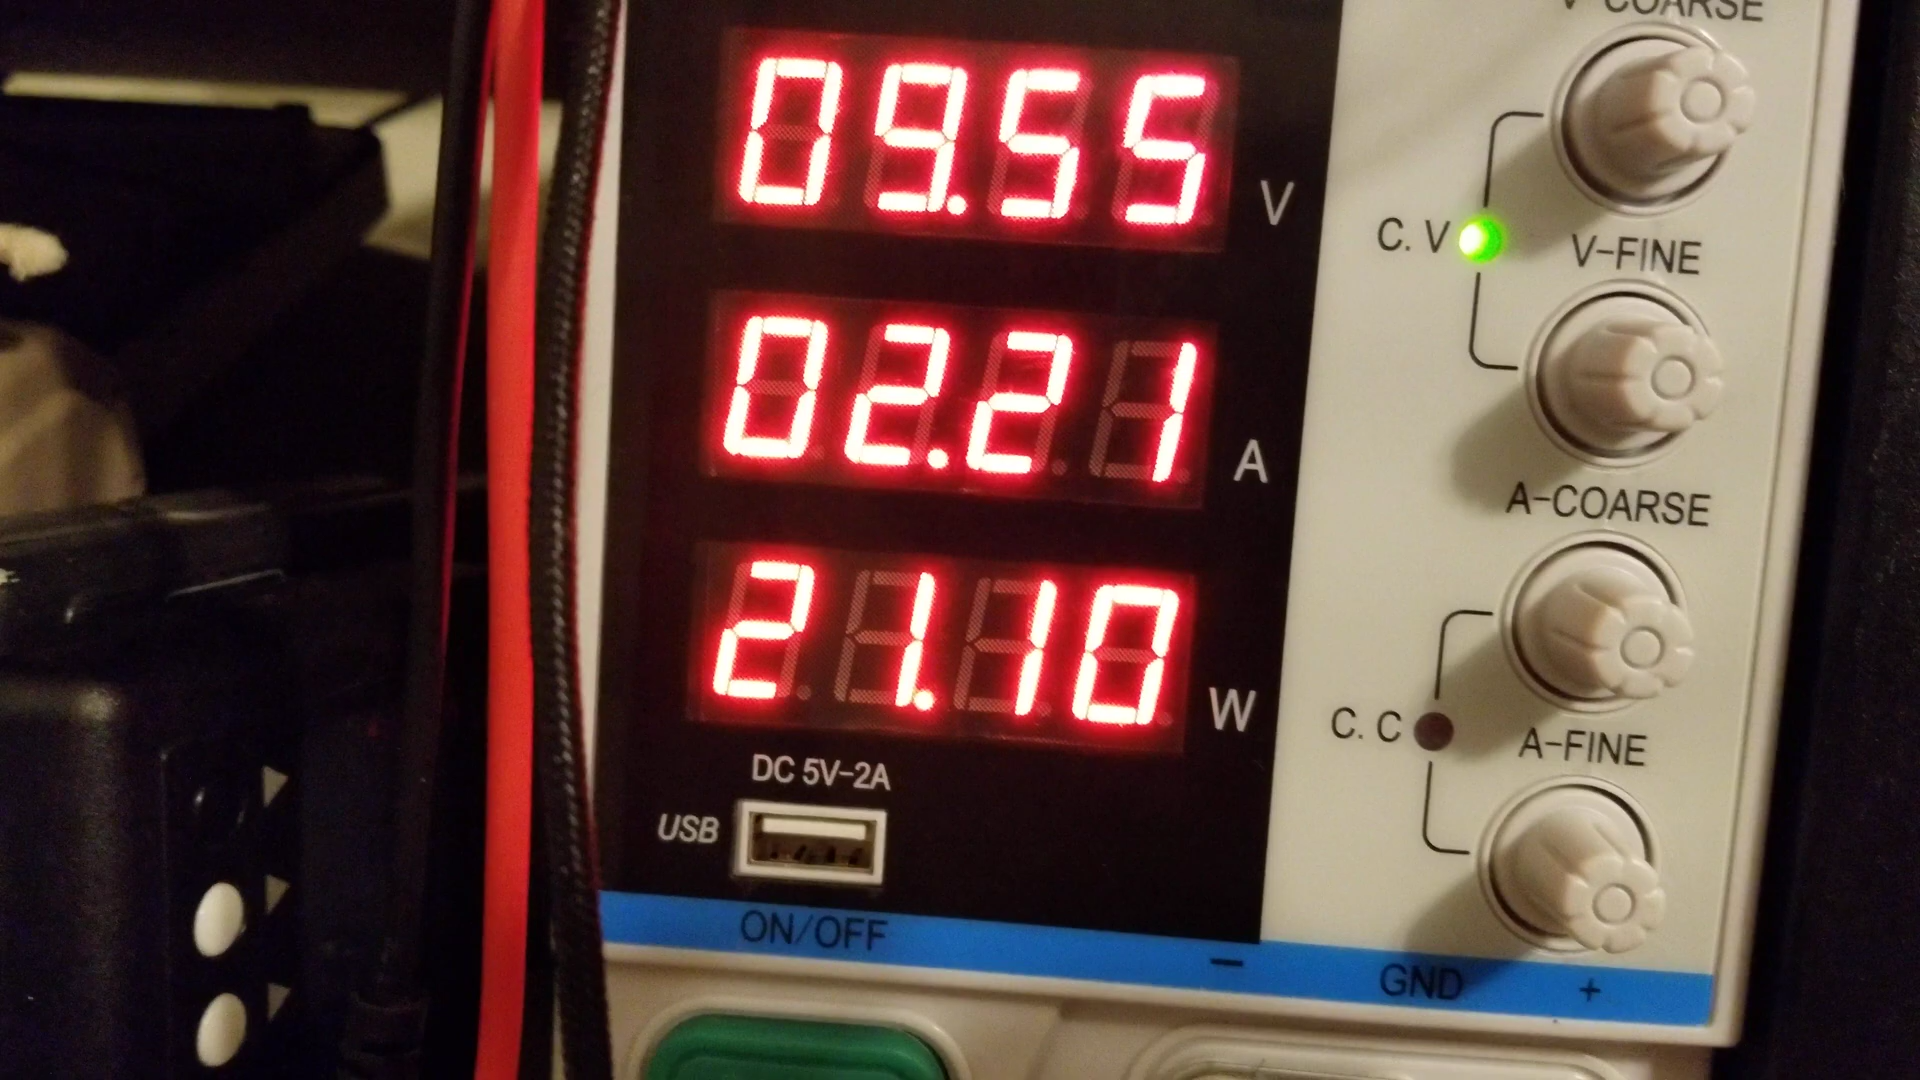 V-COARSE
09.55 V
C. V
V-FINE
02.21 A
A-COARSE
21.10 W
C. C
A-FINE
DC 5V-2A
USB
ON/OFF
− GND +